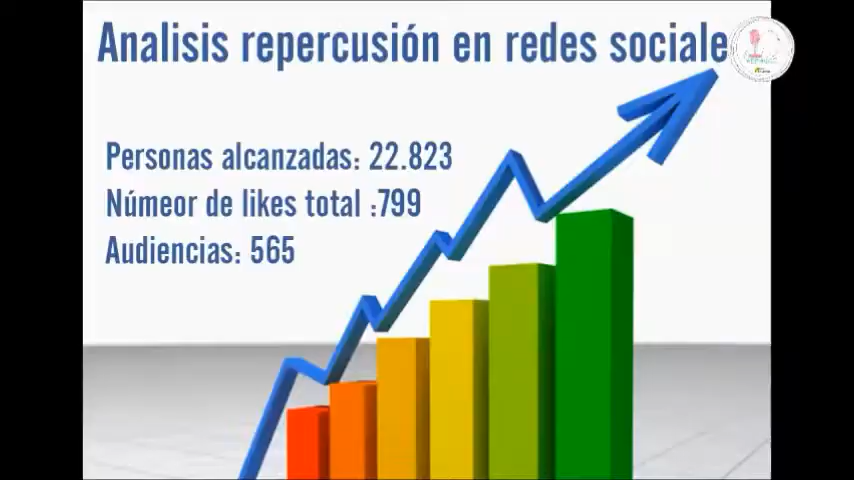 Analisis repercusión en redes sociale
Personas alcanzadas: 22.823
Númeor de likes total :799
Audiencias: 565